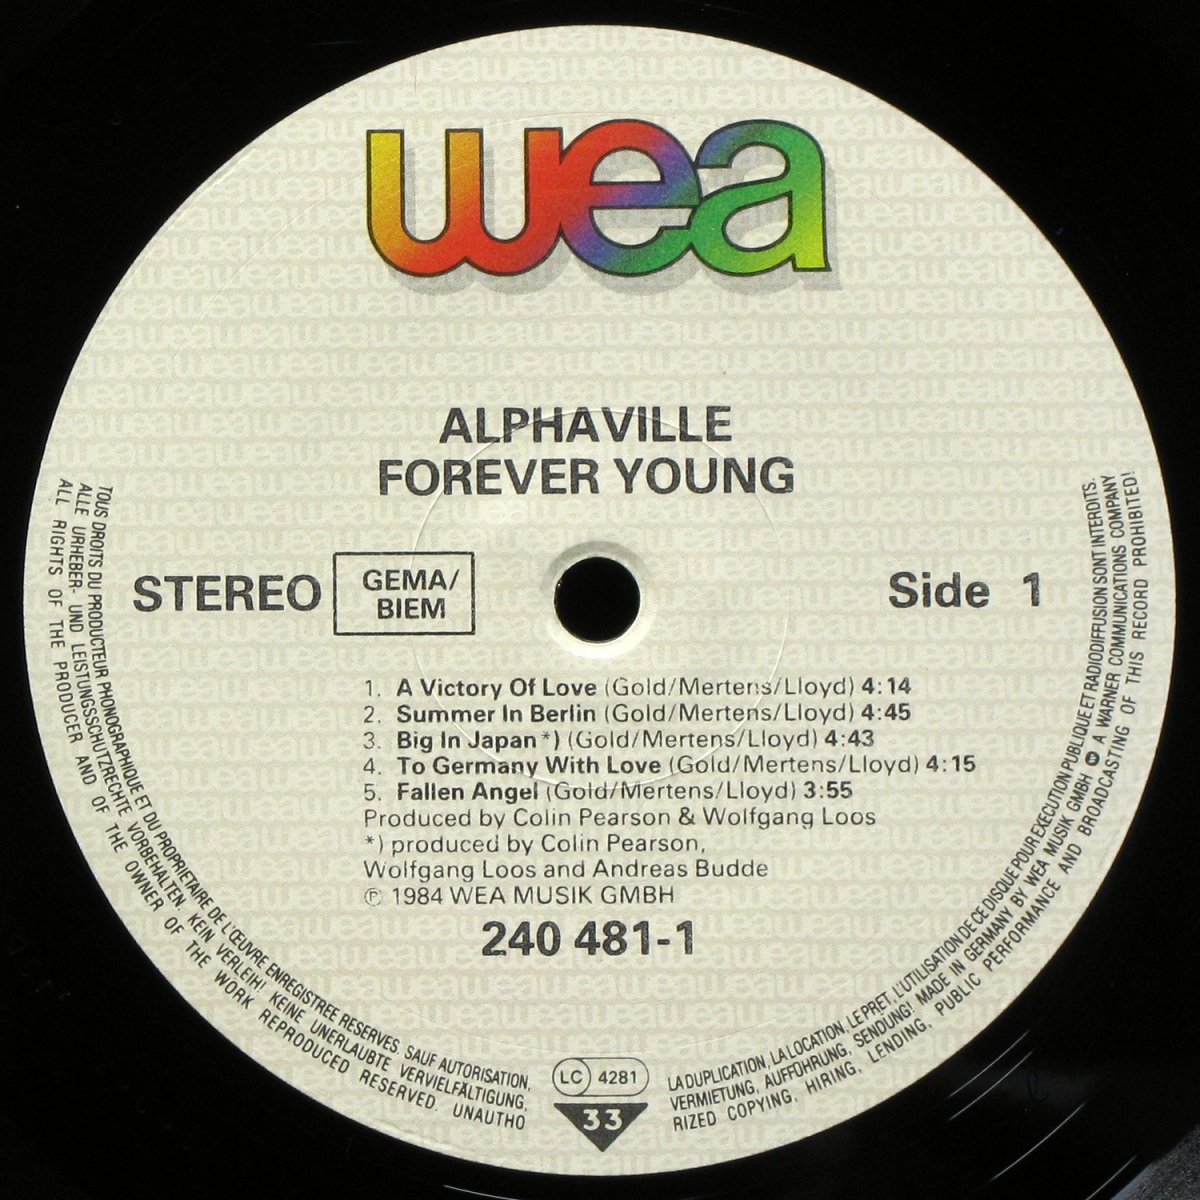 wea
ALPHAVILLE
FOREVER YOUNG
STEREO
GEMA/
BIEM
Side 1
1. A Victory Of Love (Gold/Mertens/Lloyd) 4:14
2. Summer In Berlin (Gold/Mertens/Lloyd) 4:45
3. Big In Japan*) (Gold/Mertens/Lloyd) 4:43
4. To Germany With Love (Gold/Mertens/Lloyd) 4:15
5. Fallen Angel (Gold/Mertens/Lloyd) 3:55
Produced by Colin Pearson & Wolfgang Loos
*) produced by Colin Pearson,
Wolfgang Loos and Andreas Budde
℗ 1984 WEA MUSIK GMBH
240 481-1
TOUS DROITS DU PRODUCTEUR PHONOGRAPHIQUE ET DU PROPRIETAIRE DE L'ŒUVRE ENREGISTREE RESERVES. SAUF AUTORISATION, LA DUPLICATION, LA LOCATION, LE PRET, L'UTILISATION DE CE DISQUE POUR EXECUTION PUBLIQUE ET RADIODIFFUSION SONT INTERDITS.
ALLE URHEBER- UND LEISTUNGSSCHUTZRECHTE VORBEHALTEN. KEIN VERLEIH! KEINE UNERLAUBTE VERVIELFÄLTIGUNG, VERMIETUNG, AUFFÜHRUNG, SENDUNG! MADE IN GERMANY BY WEA MUSIK GMBH A WARNER COMMUNICATIONS COMPANY
ALL RIGHTS OF THE PRODUCER AND OF THE OWNER OF THE WORK REPRODUCED RESERVED. UNAUTHORIZED COPYING, HIRING, LENDING, PUBLIC PERFORMANCE AND BROADCASTING OF THIS RECORD PROHIBITED!
LC 4281
33